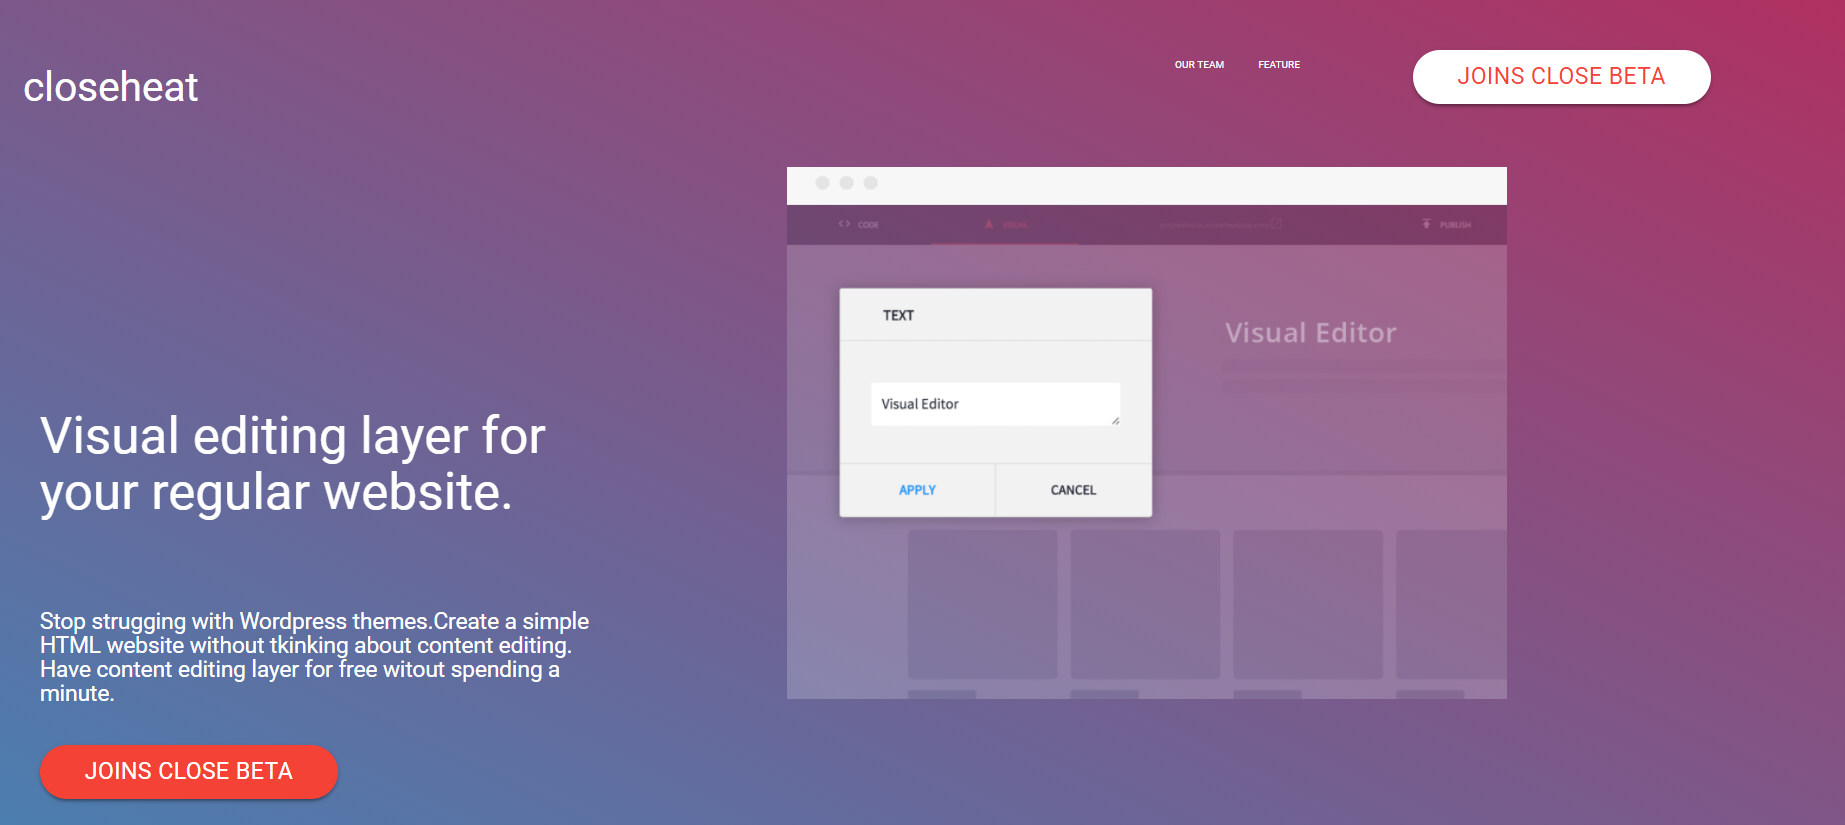 closeheat
OUR TEAM
FEATURE
JOINS CLOSE BETA
CODE
VISUAL
PUBLISH
TEXT
Visual Editor
Visual Editor
APPLY
CANCEL
Visual editing layer for
your regular website.
Stop strugging with Wordpress themes.Create a simple
HTML website without tkinking about content editing.
Have content editing layer for free witout spending a
minute.
JOINS CLOSE BETA